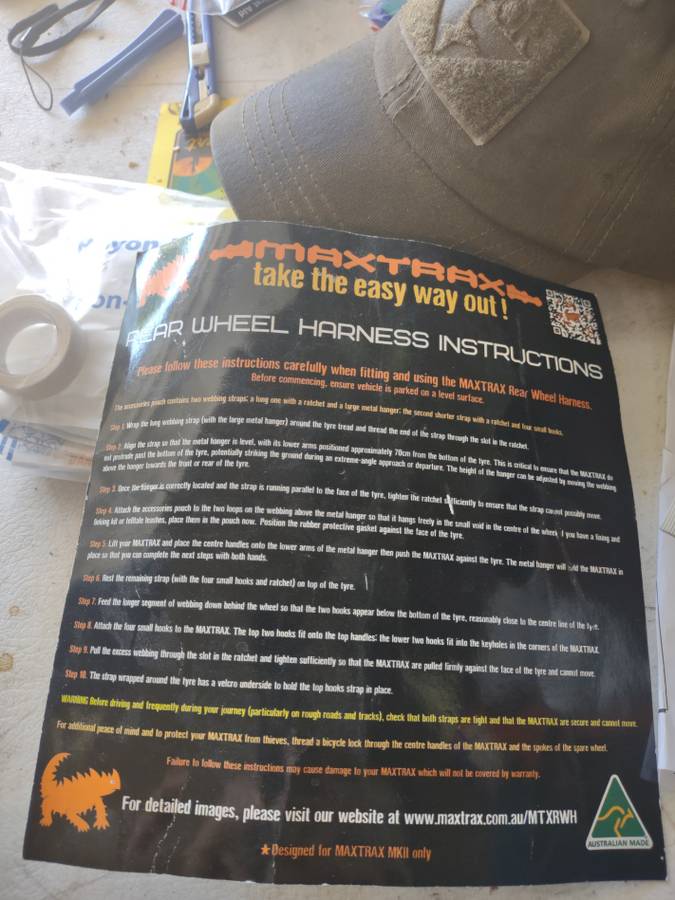 MAXTRAX
take the easy way out!
REAR WHEEL HARNESS INSTRUCTIONS
Please follow these instructions carefully when fitting and using the MAXTRAX Rear Wheel Harness.
Before commencing, ensure vehicle is parked on a level surface.
The accessories pouch contains two webbing straps; a long one with a ratchet and a large metal hanger; the second shorter strap with a ratchet and four small hooks.
Step 1: Wrap the long webbing strap (with the large metal hanger) around the tyre tread and thread the end of the strap through the slot in the ratchet.
Step 2: Align the strap so that the metal hanger is level, with its lower arms positioned approximately 70cm from the bottom of the tyre. This is critical to ensure that the MAXTRAX do
not protrude past the bottom of the tyre, potentially striking the ground during an extreme-angle approach or departure. The height of the hanger can be adjusted by moving the webbing
above the hanger towards the front or rear of the tyre.
Step 3. Once the hanger is correctly located and the strap is running parallel to the face of the tyre, tighten the ratchet sufficiently to ensure that the strap cannot possibly move.
Step 4. Attach the accessories pouch to the two loops on the webbing above the metal hanger so that it hangs freely in the small void in the centre of the wheel. If you have a fixing and
linking kit or telltale leashes, place them in the pouch now. Position the rubber protective gasket against the face of the tyre.
Step 5: Lift your MAXTRAX and place the centre handles onto the lower arms of the metal hanger then push the MAXTRAX against the tyre. The metal hanger will hold the MAXTRAX in
place so that you can complete the next steps with both hands.
Step 6: Rest the remaining strap (with the four small hooks and ratchet) on top of the tyre.
Step 7. Feed the longer segment of webbing down behind the wheel so that the two hooks appear below the bottom of the tyre, reasonably close to the centre line of the tyre.
Step 8. Attach the four small hooks to the MAXTRAX. The top two hooks fit onto the top handles; the lower two hooks fit into the keyholes in the corners of the MAXTRAX.
Step 9: Pull the excess webbing through the slot in the ratchet and tighten sufficiently so that the MAXTRAX are pulled firmly against the face of the tyre and cannot move.
Step 10. The strap wrapped around the tyre has a velcro underside to hold the top hooks strap in place.
WARNING Before driving and frequently during your journey (particularly on rough roads and tracks), check that both straps are tight and that the MAXTRAX are secure and cannot move.
For additional peace of mind and to protect your MAXTRAX from thieves, thread a bicycle lock through the centre handles of the MAXTRAX and the spokes of the spare wheel.
Failure to follow these instructions may cause damage to your MAXTRAX which will not be covered by warranty.
For detailed images, please visit our website at www.maxtrax.com.au/MTXRWH
AUSTRALIAN MADE
★Designed for MAXTRAX MKII only